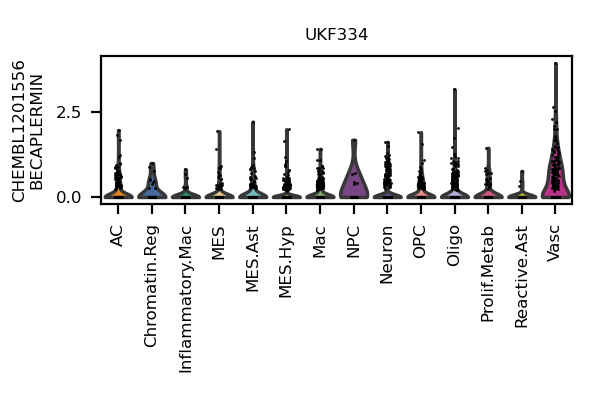 UKF334
CHEMBL1201556
BECAPLERMIN
2.5
0.0
AC
Chromatin.Reg
Inflammatory.Mac
MES
MES.Ast
MES.Hyp
Mac
NPC
Neuron
OPC
Oligo
Prolif.Metab
Reactive.Ast
Vasc